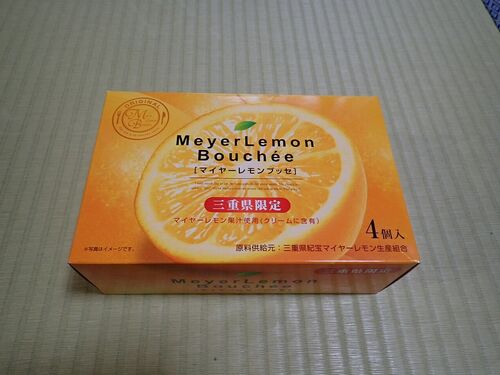 ORIGINAL
MeyerLemon
Bouchée
[マイヤーレモンブッセ]
三重県限定
マイヤーレモン果汁使用(クリームに含有)
4個入
※写真はイメージです。
原料供給元:三重県紀宝マイヤーレモン生産組合
MeyerLemon
Bouchée
三重県限定